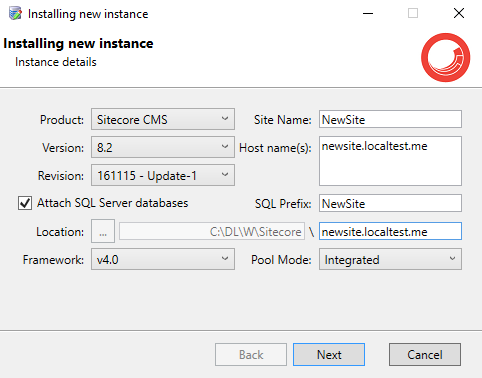 Installing new instance
Installing new instance
Instance details
Product: Sitecore CMS Site Name: NewSite
Version: 8.2 Host name(s): newsite.localtest.me
Revision: 161115 - Update-1
Attach SQL Server databases SQL Prefix: NewSite
Location: ... C:\DL\W\Sitecore \ newsite.localtest.me
Framework: v4.0 Pool Mode: Integrated
Back Next Cancel